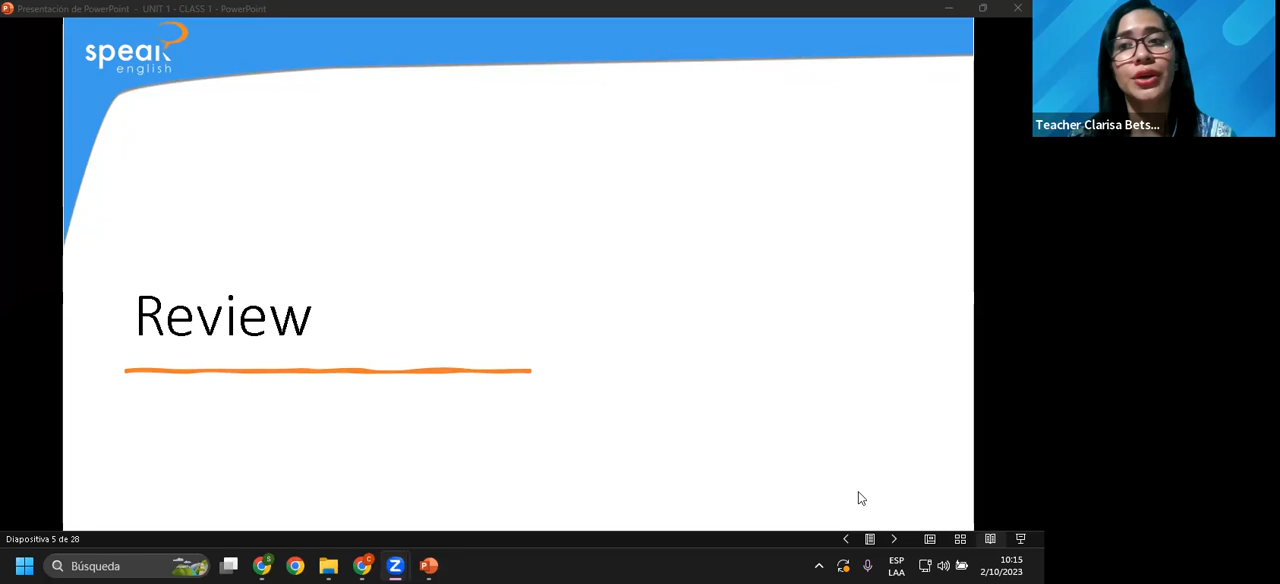 Presentación de PowerPoint - UNIT 1 - CLASS 1 - PowerPoint
speak
english
Teacher Clarisa Bets...
Review
Diapositiva 5 de 28
Búsqueda
ESP
LAA
10:15
2/10/2023